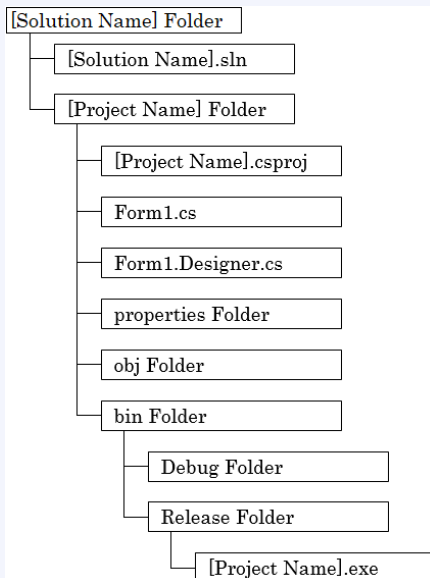 [Solution Name] Folder
[Solution Name].sln
[Project Name] Folder
[Project Name].csproj
Form1.cs
Form1.Designer.cs
properties Folder
obj Folder
bin Folder
Debug Folder
Release Folder
[Project Name].exe